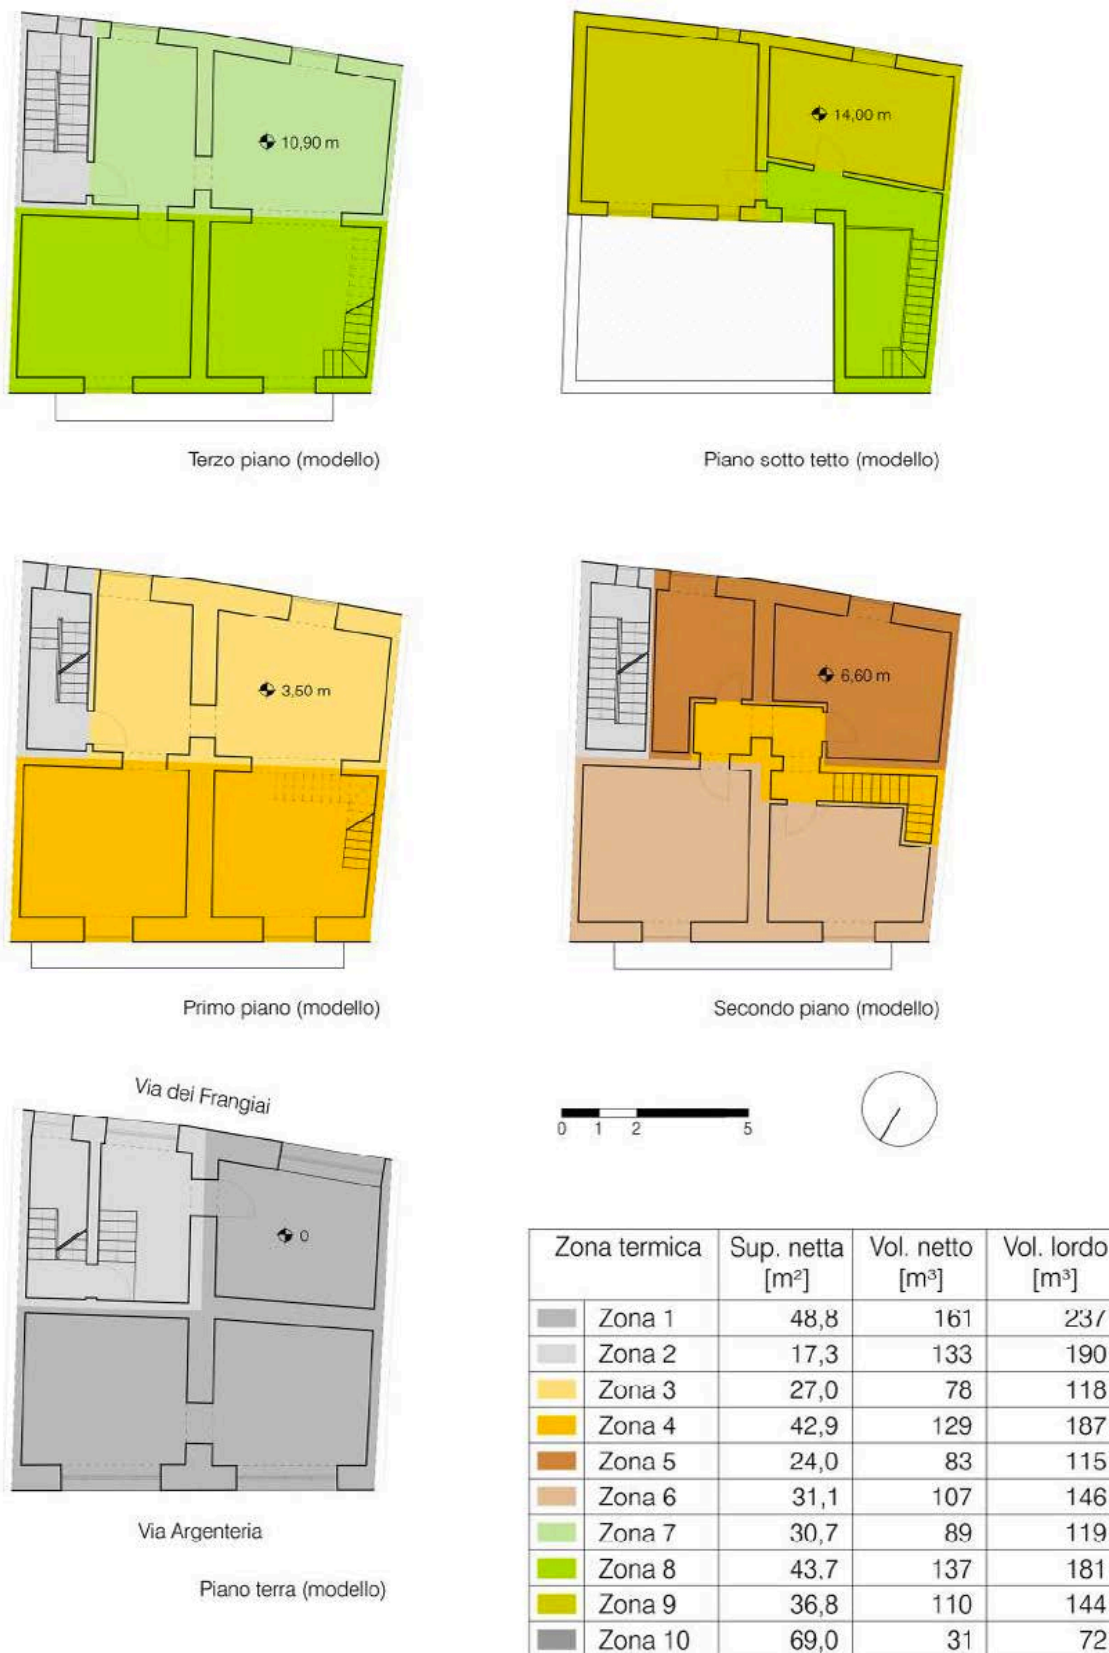 10,90 m
14,00 m
Terzo piano (modello)
Piano sotto tetto (modello)
3,50 m
6,60 m
Primo piano (modello)
Secondo piano (modello)
Via dei Frangiai
0 1 2 5
0
Via Argenteria
Piano terra (modello)
Zona termica Sup. netta Vol. netto Vol. lordo
[m²] [m³] [m³]
Zona 1 48,8 161 237
Zona 2 17,3 133 190
Zona 3 27,0 78 118
Zona 4 42,9 129 187
Zona 5 24,0 83 115
Zona 6 31,1 107 146
Zona 7 30,7 89 119
Zona 8 43,7 137 181
Zona 9 36,8 110 144
Zona 10 69,0 31 72